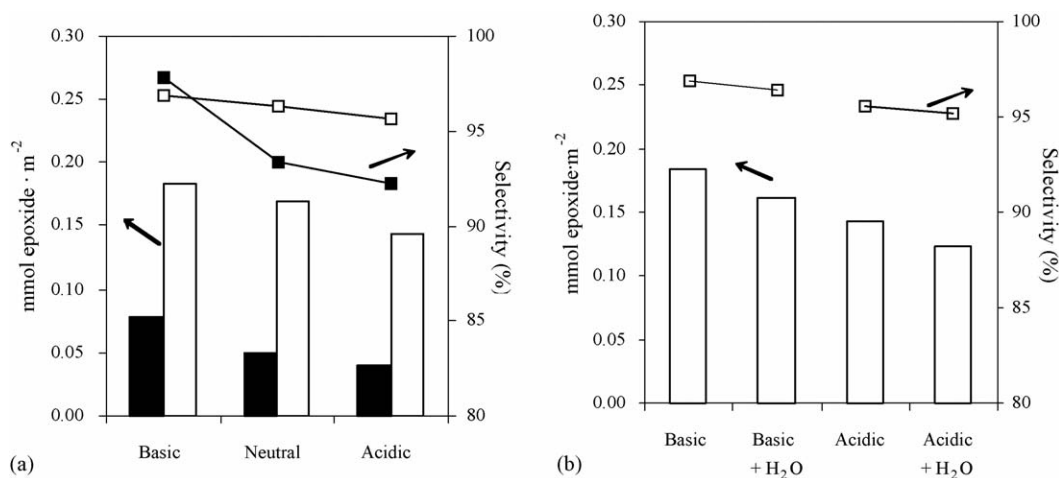 0.30
0.25
0.20
0.15
0.10
0.05
0.00
mmol epoxide · m⁻²
100
95
90
85
80
Selectivity (%)
Basic Neutral Acidic
(a)
0.30
0.25
0.20
0.15
0.10
0.05
0.00
mmol epoxide·m⁻²
100
95
90
85
80
Selectivity (%)
Basic Basic Acidic Acidic
+ H₂O + H₂O
(b)